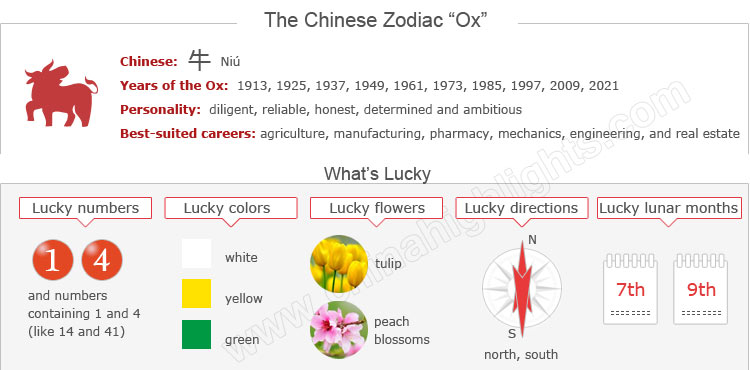 The Chinese Zodiac “Ox”
Chinese: 牛 Niú
Years of the Ox: 1913, 1925, 1937, 1949, 1961, 1973, 1985, 1997, 2009, 2021
Personality: diligent, reliable, honest, determined and ambitious
Best-suited careers: agriculture, manufacturing, pharmacy, mechanics, engineering, and real estate
What’s Lucky
Lucky numbers
1 4
and numbers
containing 1 and 4
(like 14 and 41)
Lucky colors
white
yellow
green
Lucky flowers
tulip
peach
blossoms
Lucky directions
N
S
north, south
Lucky lunar months
7th
9th
www.chinahighlights.com